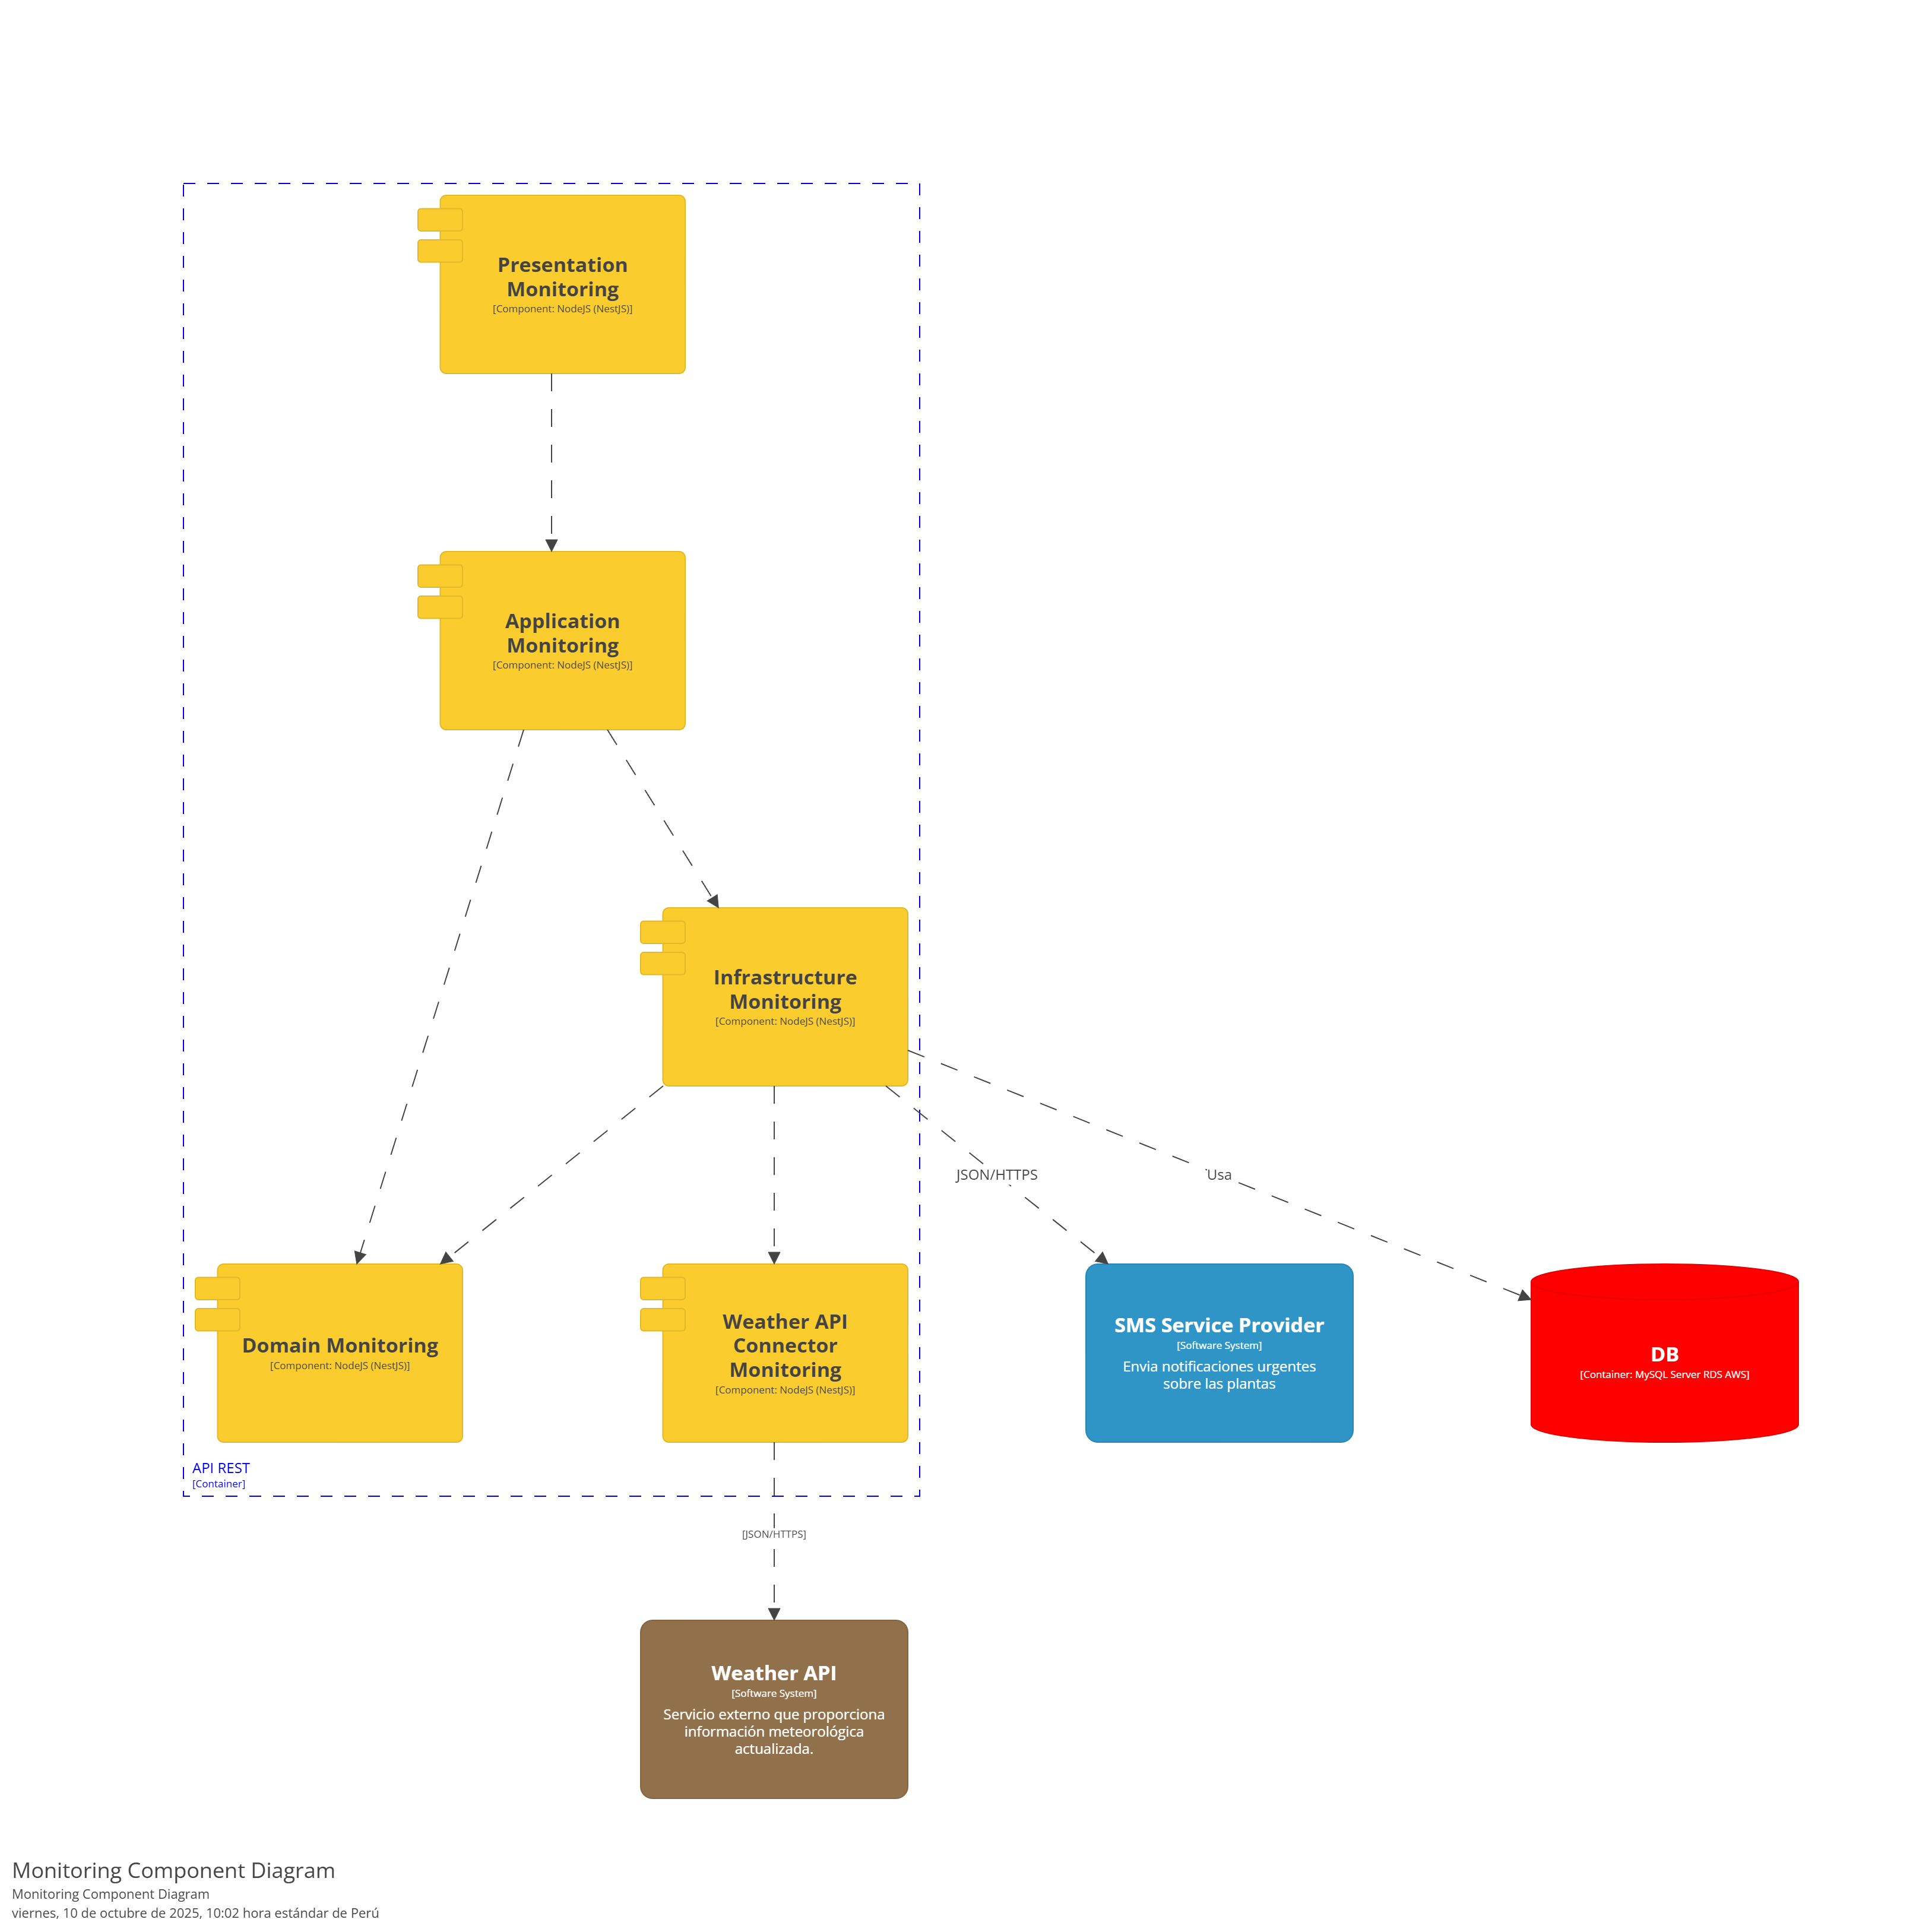 Presentation
Monitoring
[Component: NodeJS (NestJS)]
Application
Monitoring
[Component: NodeJS (NestJS)]
Infrastructure
Monitoring
[Component: NodeJS (NestJS)]
JSON/HTTPS
Usa
Domain Monitoring
[Component: NodeJS (NestJS)]
Weather API
Connector
Monitoring
[Component: NodeJS (NestJS)]
SMS Service Provider
[Software System]
Envia notificaciones urgentes
sobre las plantas
DB
[Container: MySQL Server RDS AWS]
API REST
[Container]
[JSON/HTTPS]
Weather API
[Software System]
Servicio externo que proporciona
información meteorológica
actualizada.
Monitoring Component Diagram
Monitoring Component Diagram
viernes, 10 de octubre de 2025, 10:02 hora estándar de Perú